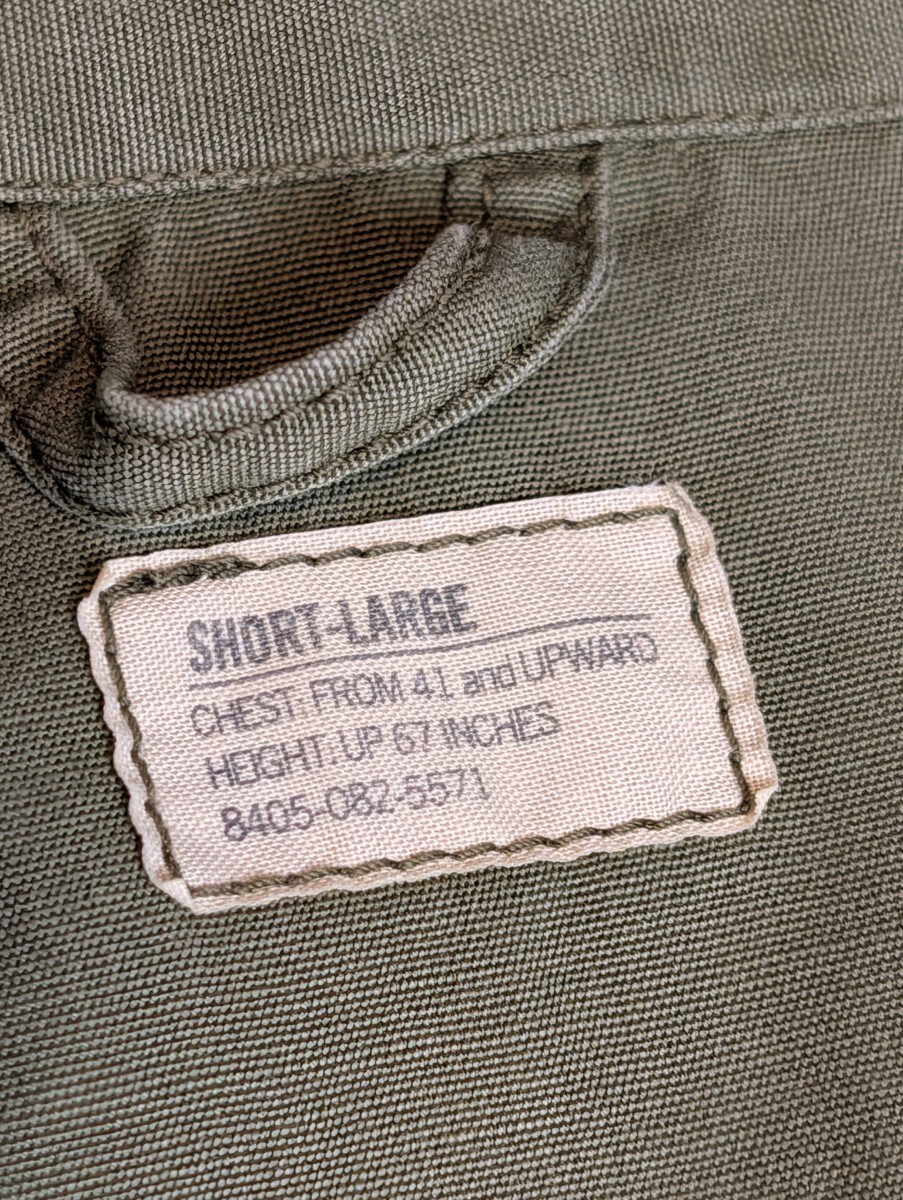 SHORT-LARGE
CHEST: FROM 41 and UPWARD
HEIGHT: UP 67 INCHES
8405-082-5571